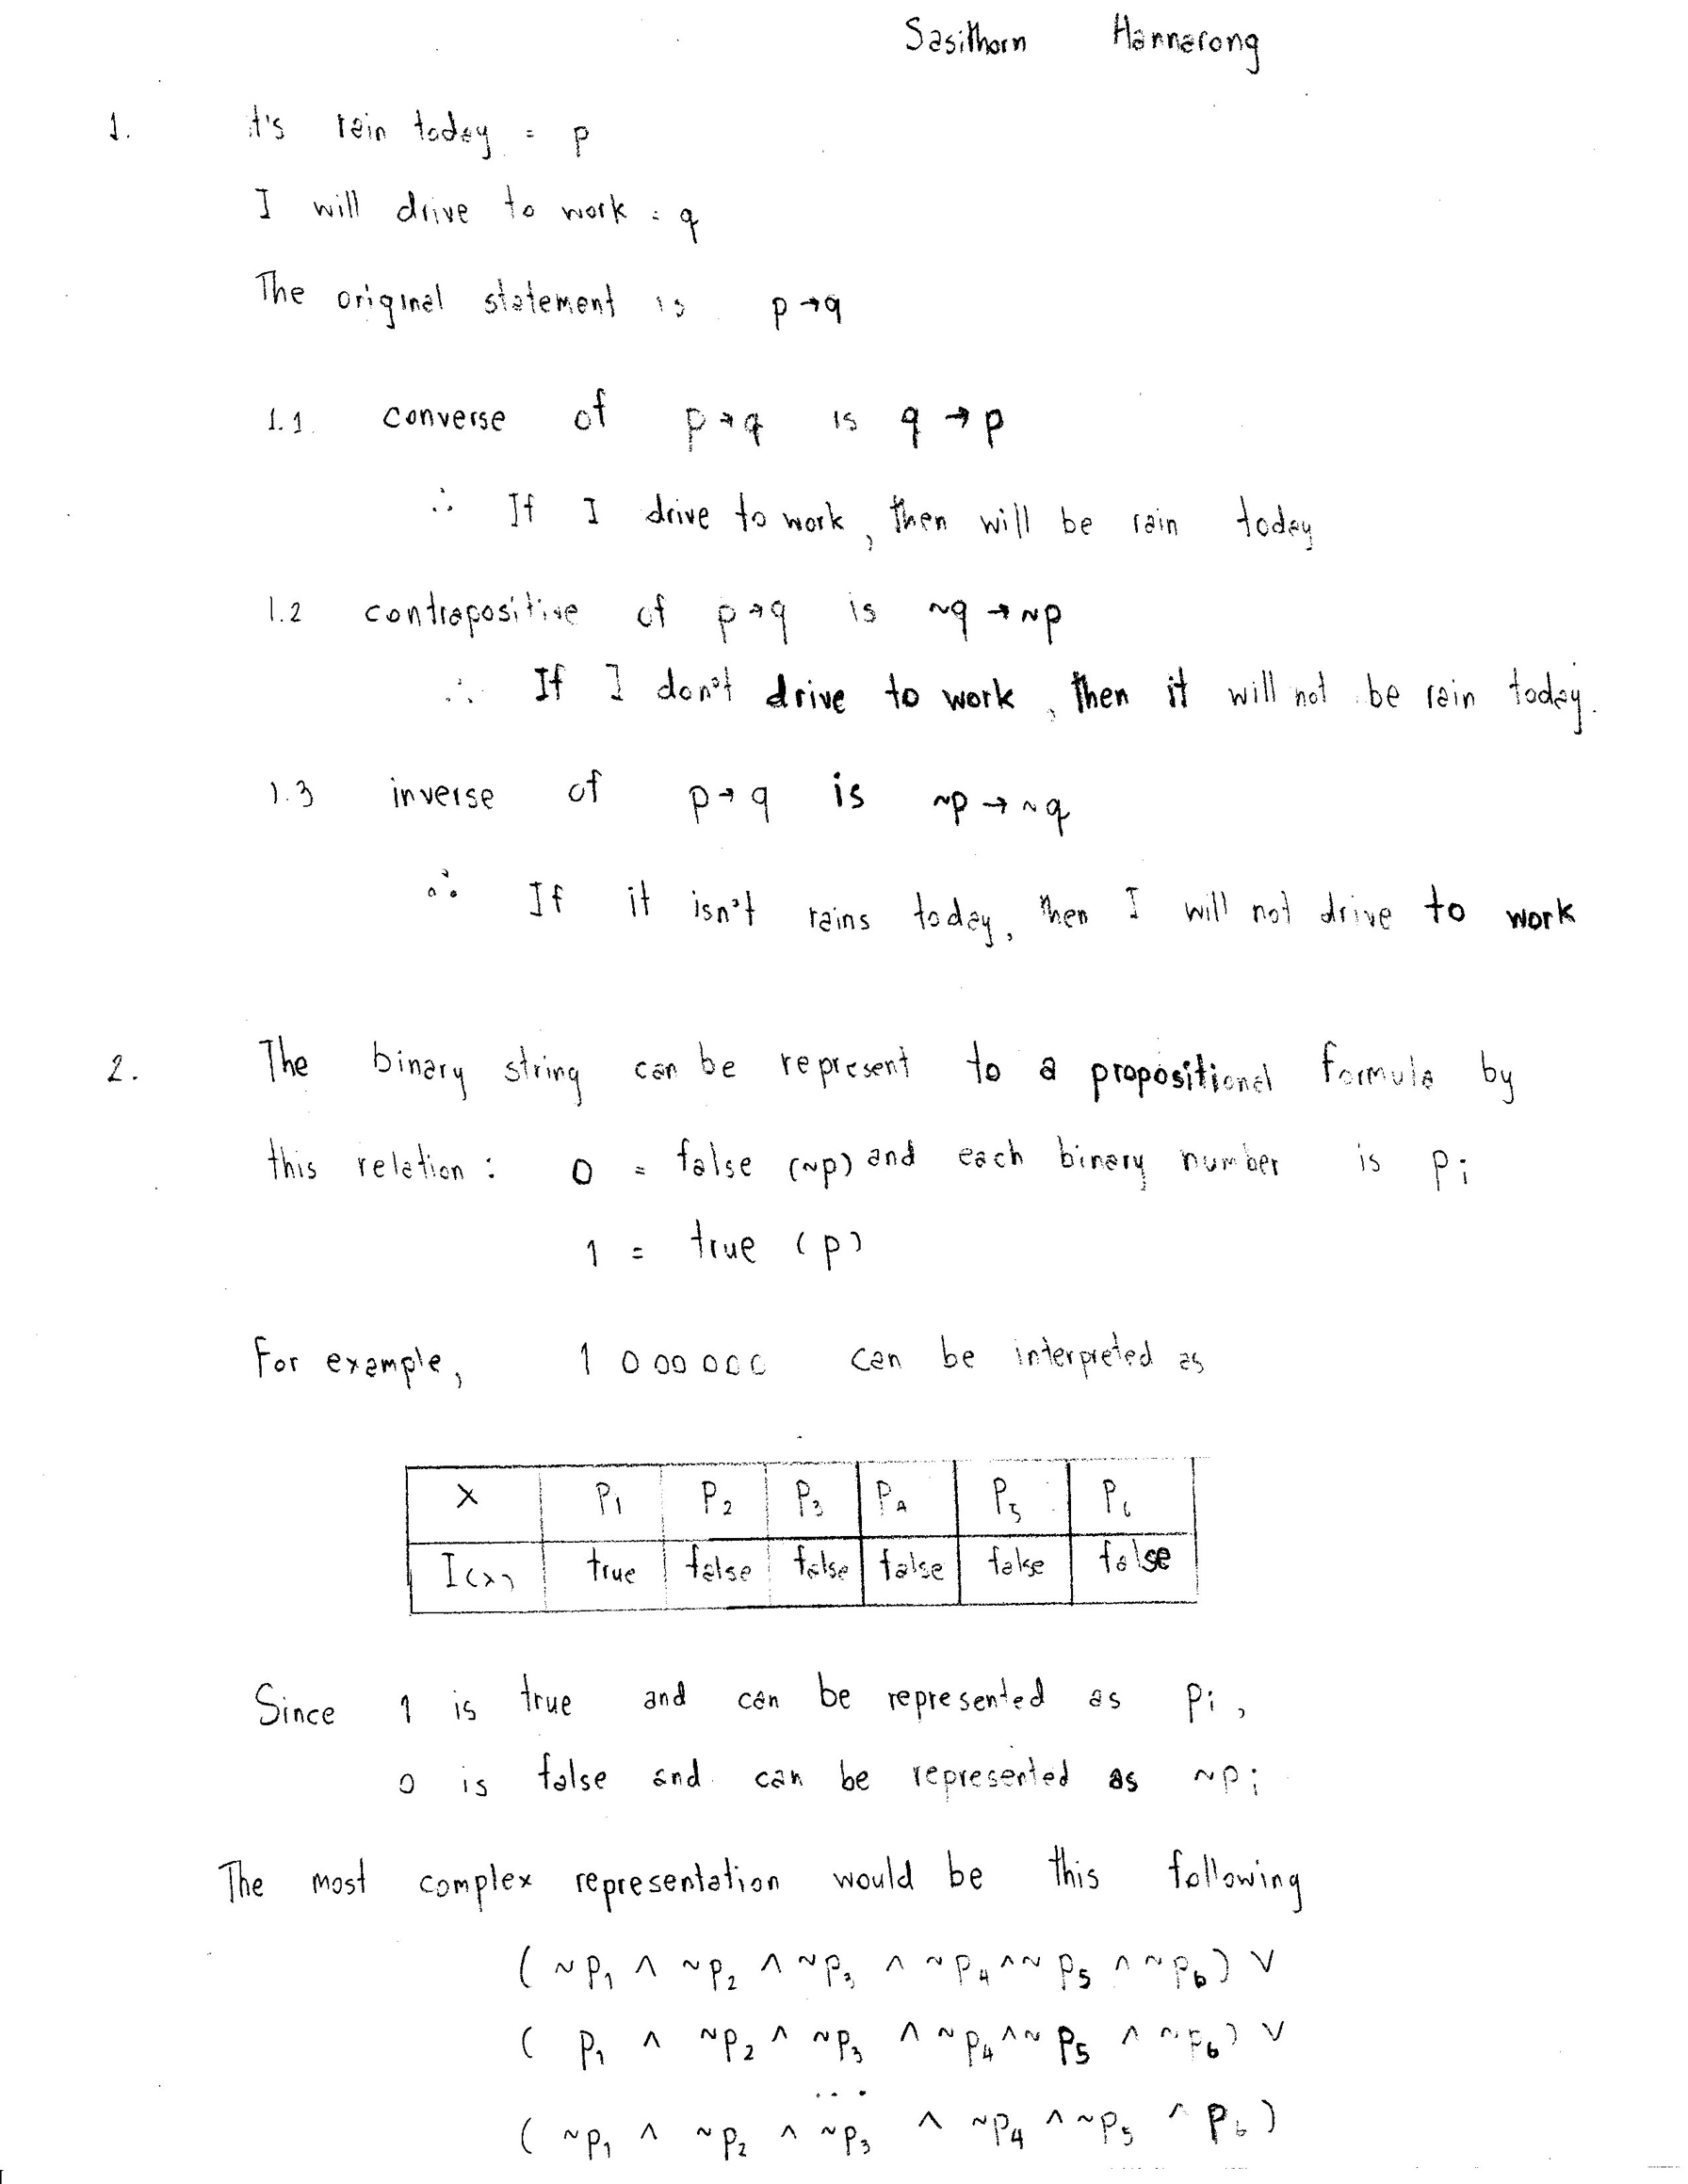 Sasithorn Hannarong
1. it's rain today = p
I will drive to work = q
The original statement is p → q
1.1 converse of p → q is q → p
∴ If I drive to work, then will be rain today
1.2 contrapositive of p → q is ~q → ~p
∴ If I don't drive to work, then it will not be rain today.
1.3 inverse of p → q is ~p → ~q
∴ If it isn't rains today, then I will not drive to work
2. The binary string can be represent to a propositional formula by
this relation : 0 = false (~p) and each binary number is pi
1 = true (p)
For example, 1 0 00 000 can be interpreted as
X P1 P2 P3 P4 P5 P6
I(x) true false false false false false
Since 1 is true and can be represented as pi,
0 is false and can be represented as ~pi
The most complex representation would be this following
( ~p1 ∧ ~p2 ∧ ~p3 ∧ ~p4 ∧ ~p5 ∧ ~p6 ) ∨
( p1 ∧ ~p2 ∧ ~p3 ∧ ~p4 ∧ ~p5 ∧ ~p6 ) ∨
...
( ~p1 ∧ ~p2 ∧ ~p3 ∧ ~p4 ∧ ~p5 ∧ p6 )